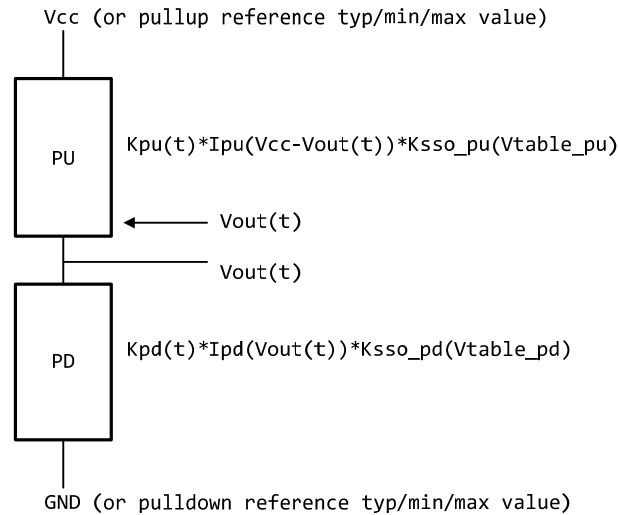 Vcc (or pullup reference typ/min/max value)
PU
Kpu(t)*Ipu(Vcc-Vout(t))*Ksso_pu(Vtable_pu)
Vout(t)
Vout(t)
PD
Kpd(t)*Ipd(Vout(t))*Ksso_pd(Vtable_pd)
GND (or pulldown reference typ/min/max value)